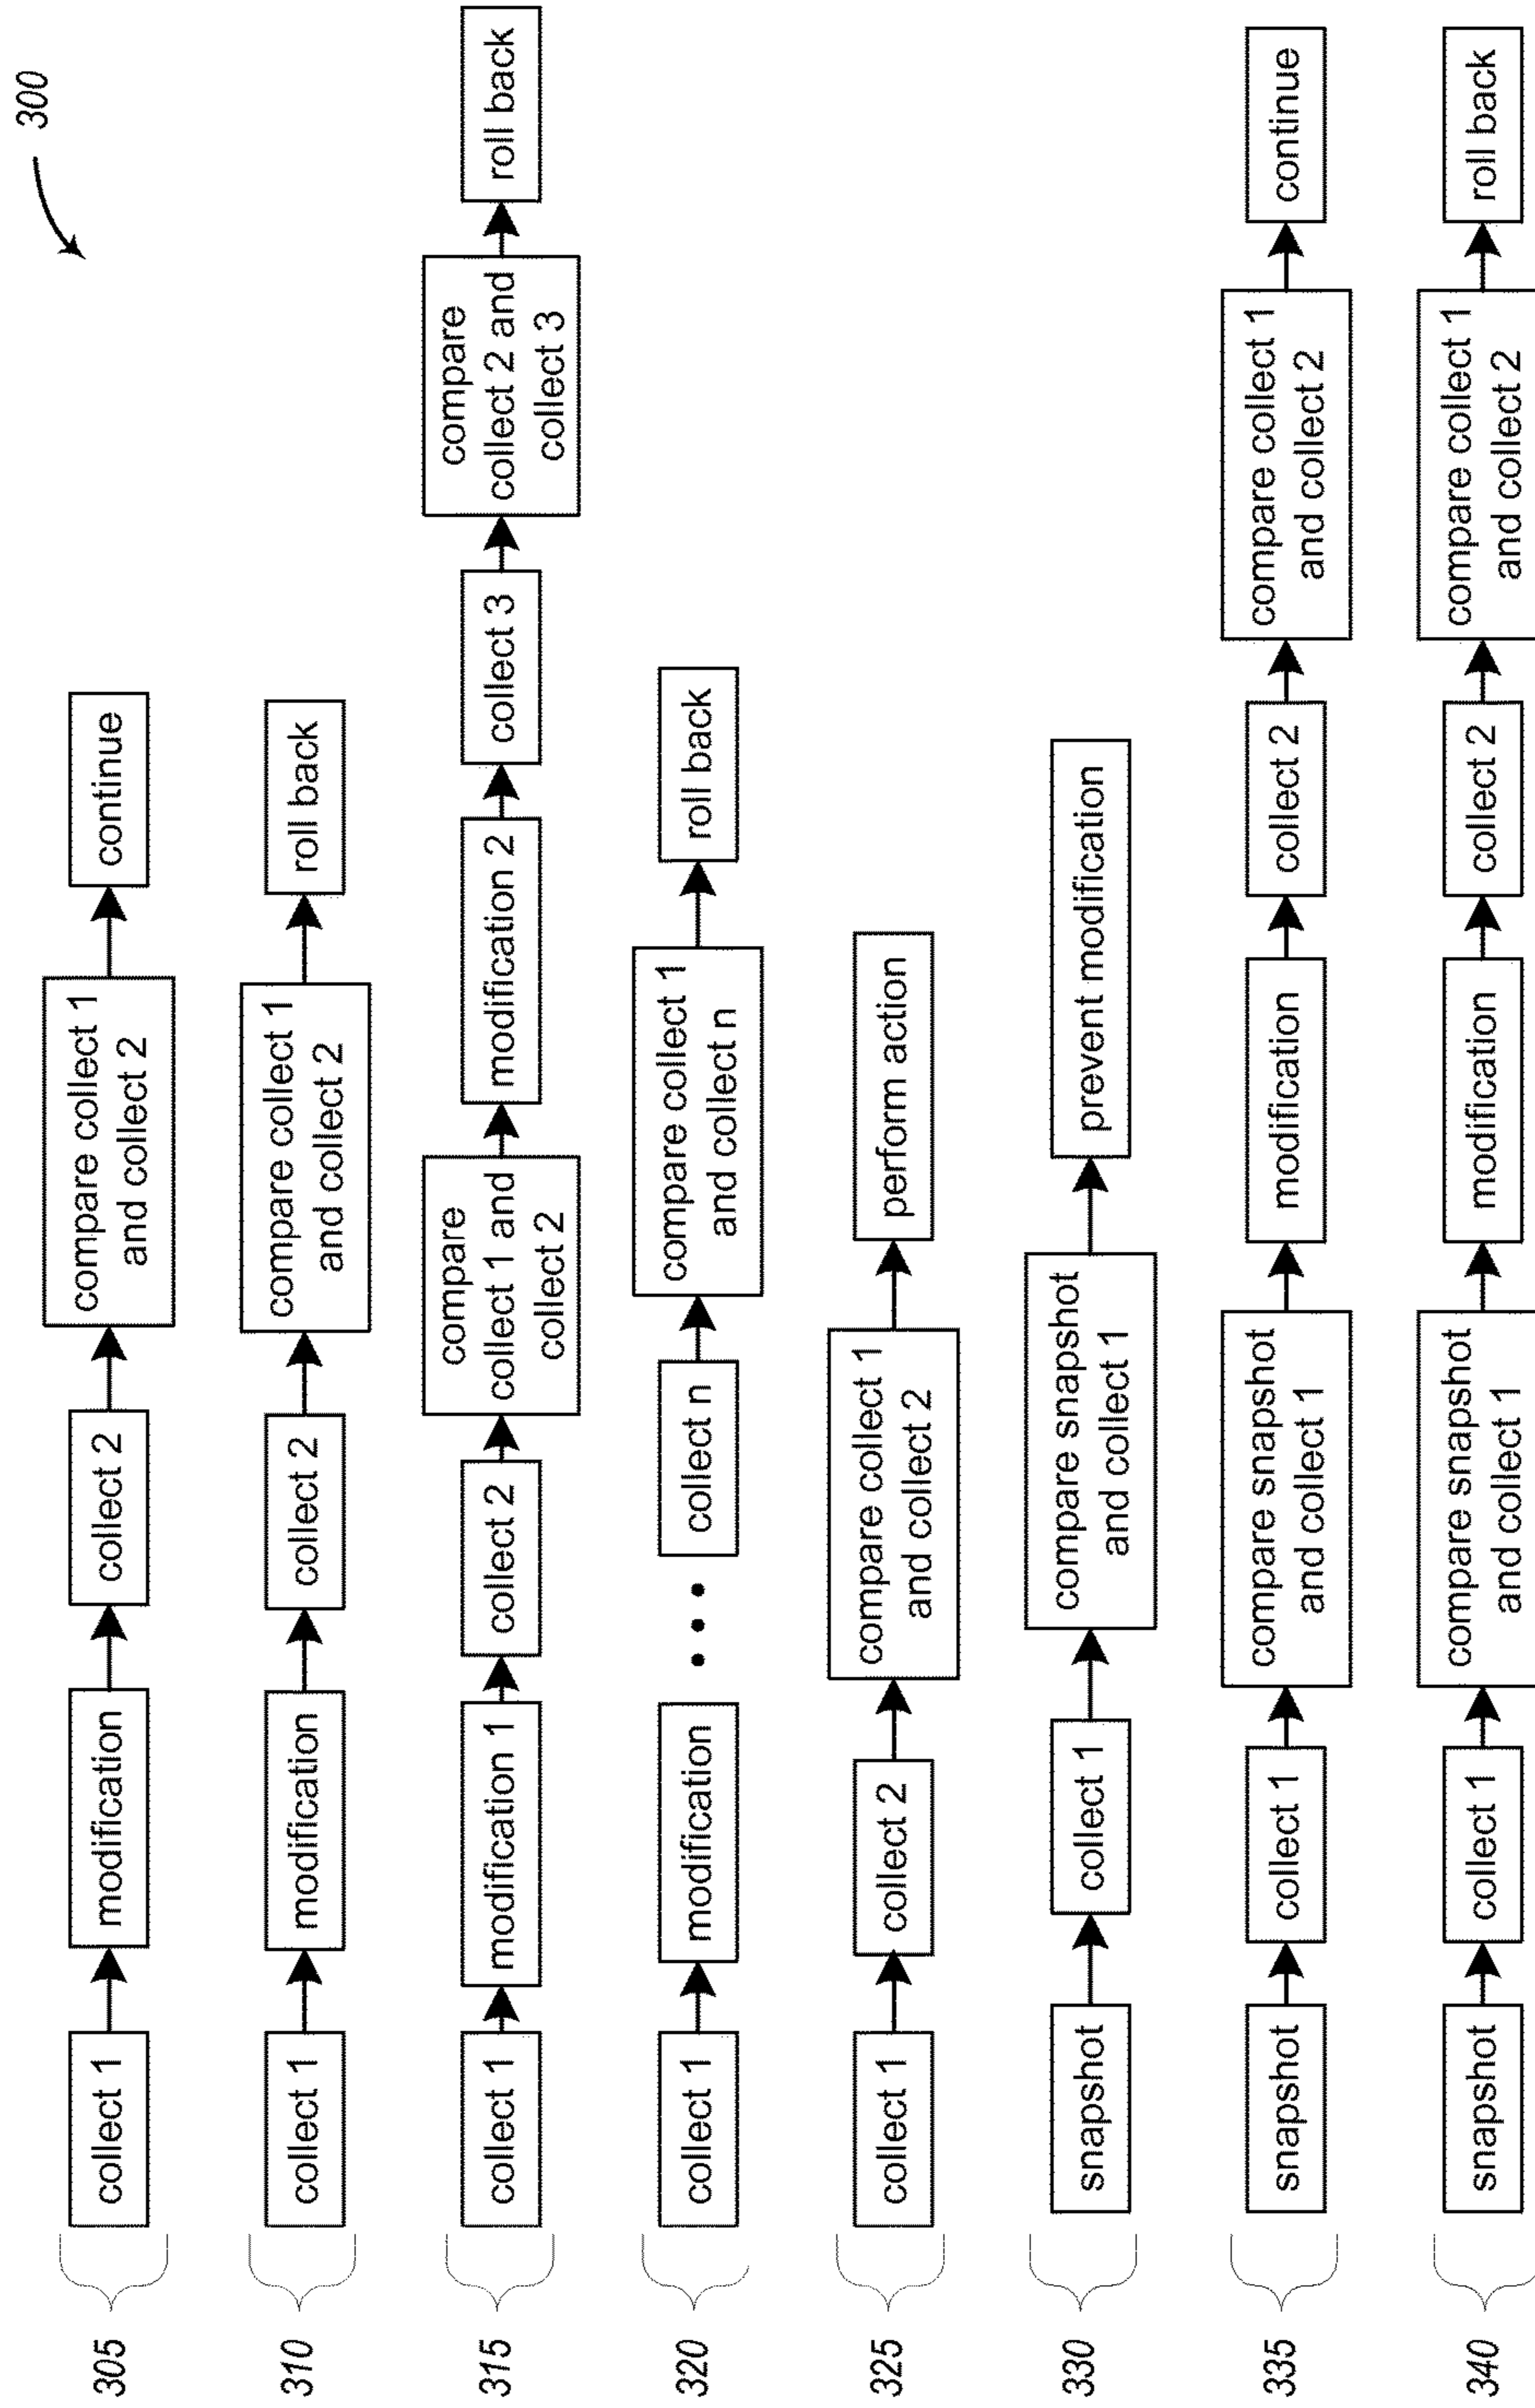 300
305
collect 1
modification
collect 2
compare collect 1
and collect 2
continue
310
collect 1
modification
collect 2
compare collect 1
and collect 2
roll back
315
collect 1
modification 1
collect 2
compare
collect 1 and
collect 2
modification 2
collect 3
compare
collect 2 and
collect 3
roll back
320
collect 1
modification
• • •
collect n
compare collect 1
and collect n
roll back
325
collect 1
collect 2
compare collect 1
and collect 2
perform action
330
snapshot
collect 1
compare snapshot
and collect 1
prevent modification
335
snapshot
collect 1
compare snapshot
and collect 1
modification
collect 2
compare collect 1
and collect 2
continue
340
snapshot
collect 1
compare snapshot
and collect 1
modification
collect 2
compare collect 1
and collect 2
roll back